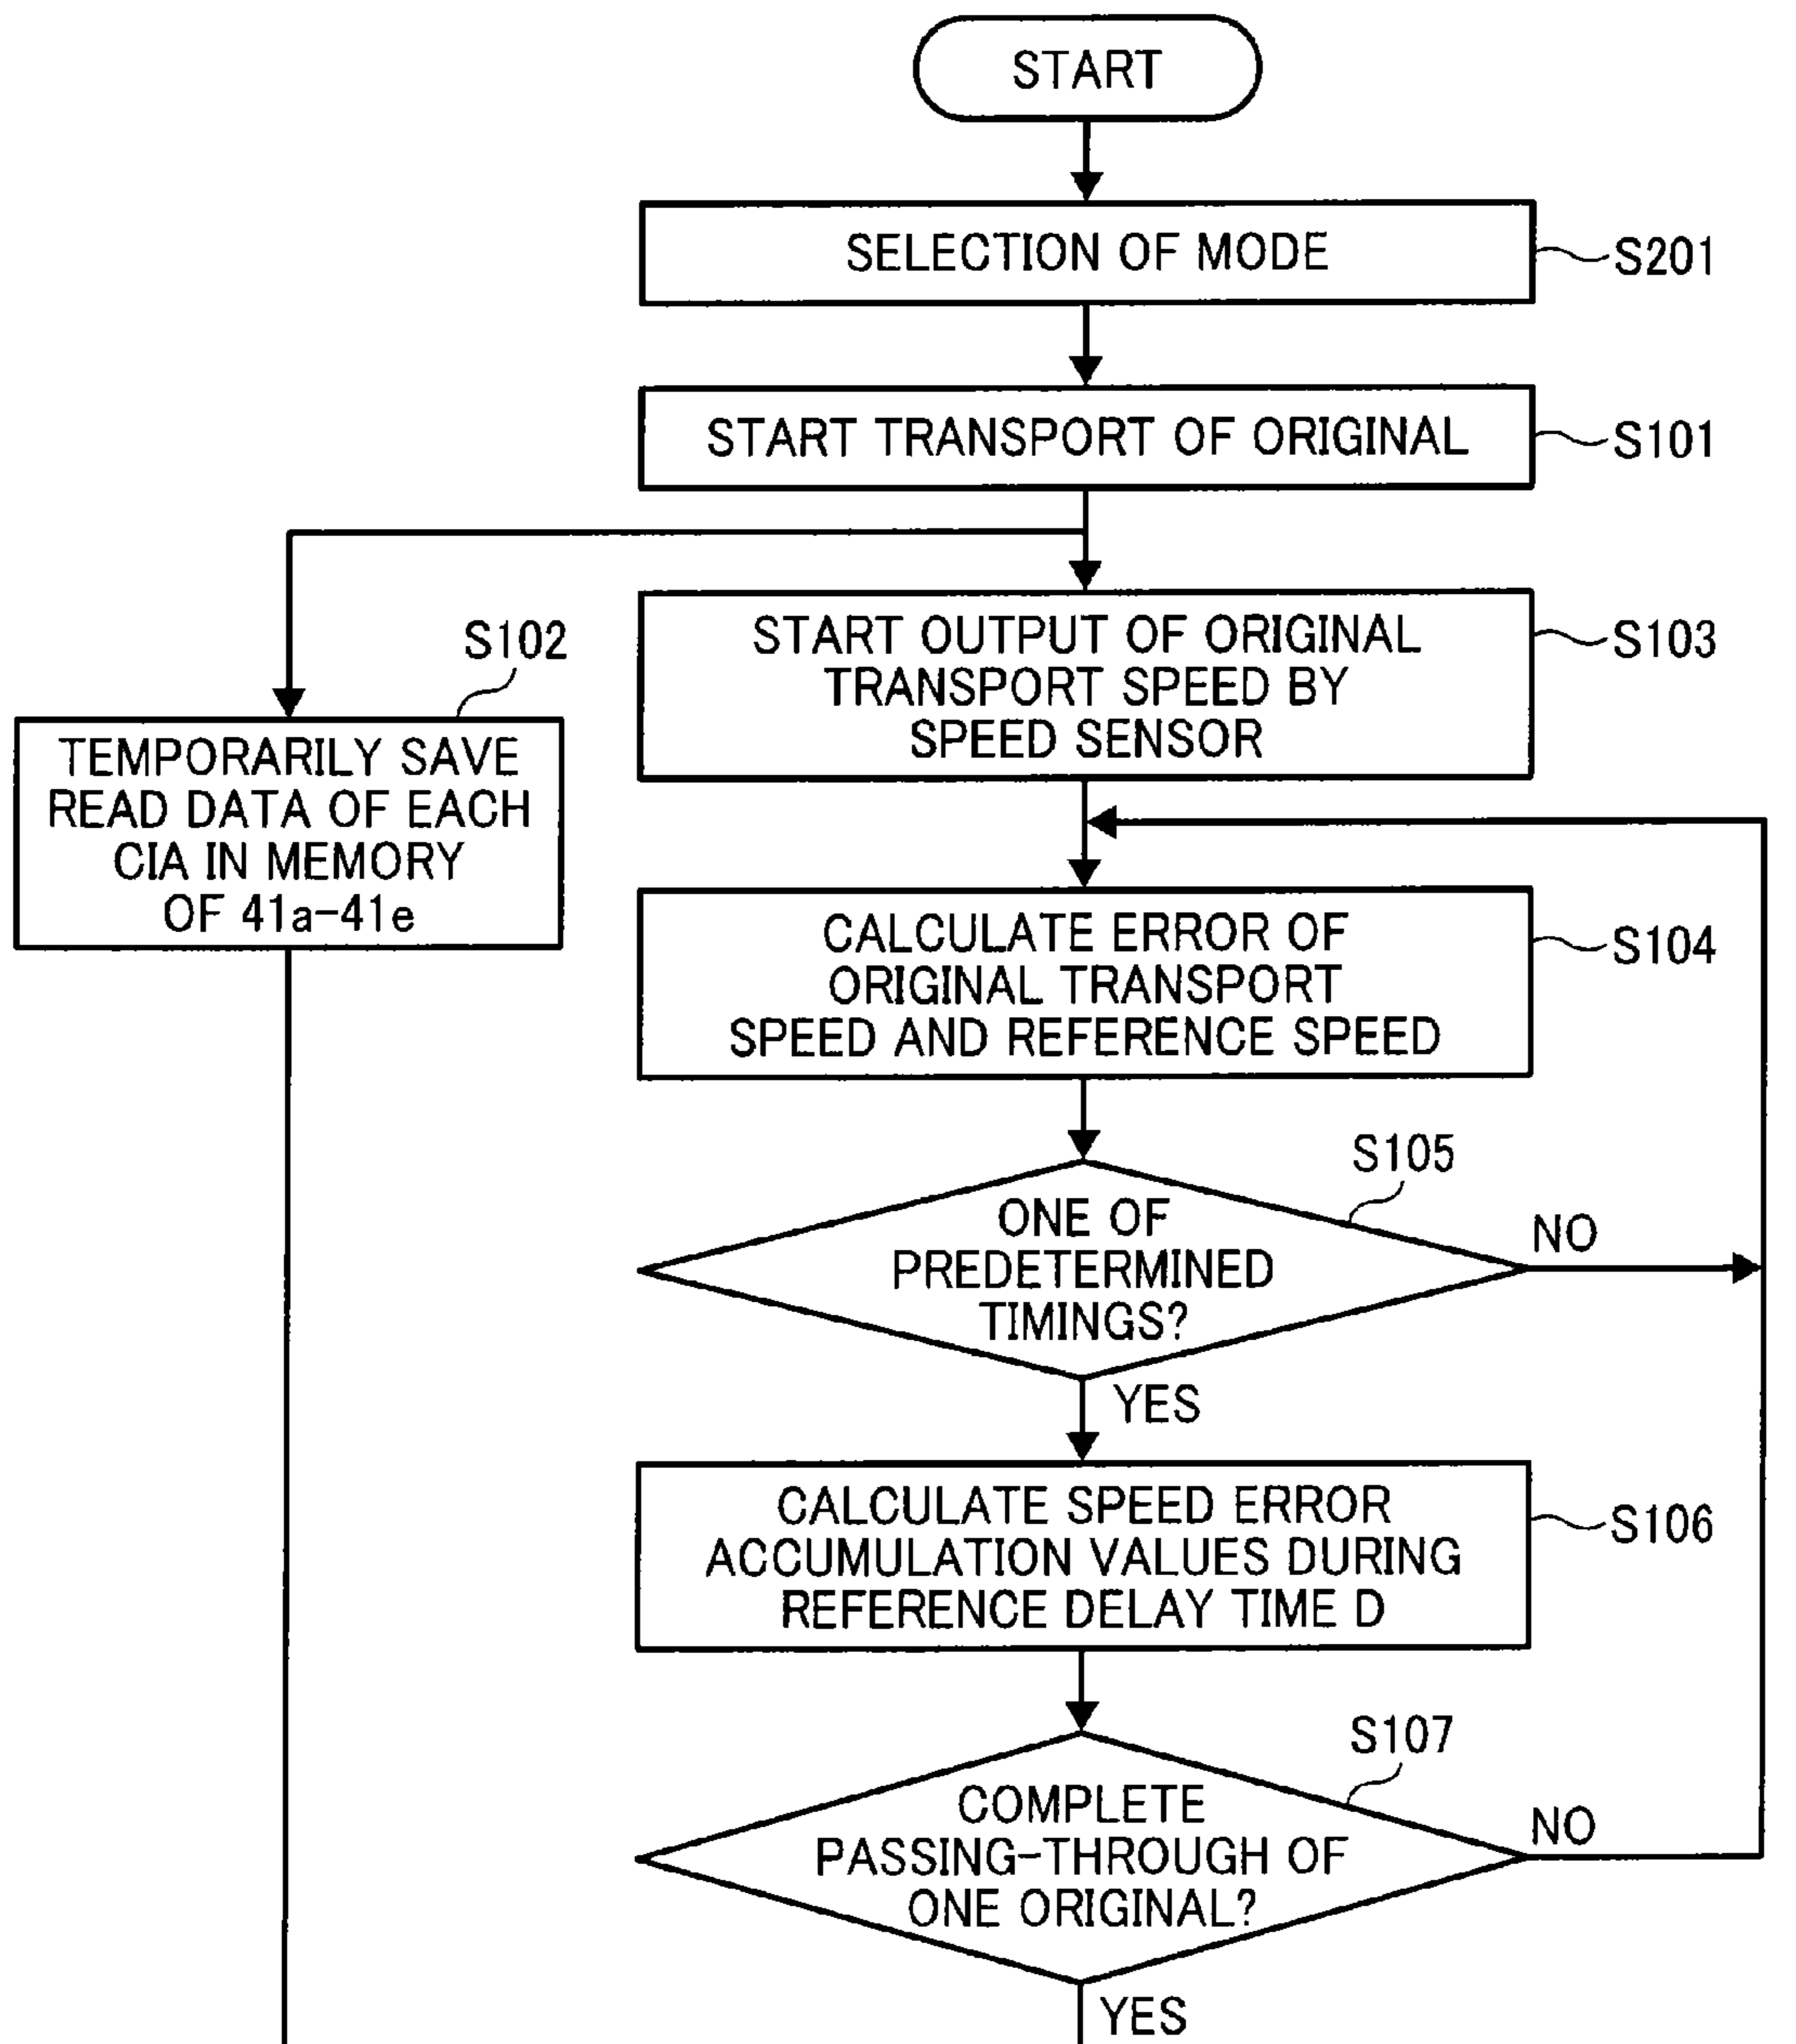 START
SELECTION OF MODE
S201
START TRANSPORT OF ORIGINAL
S101
S102
TEMPORARILY SAVE
READ DATA OF EACH
CIA IN MEMORY
OF 41a-41e
START OUTPUT OF ORIGINAL
TRANSPORT SPEED BY
SPEED SENSOR
S103
CALCULATE ERROR OF
ORIGINAL TRANSPORT
SPEED AND REFERENCE SPEED
S104
S105
ONE OF
PREDETERMINED
TIMINGS?
NO
YES
CALCULATE SPEED ERROR
ACCUMULATION VALUES DURING
REFERENCE DELAY TIME D
S106
S107
COMPLETE
PASSING-THROUGH OF
ONE ORIGINAL?
NO
YES